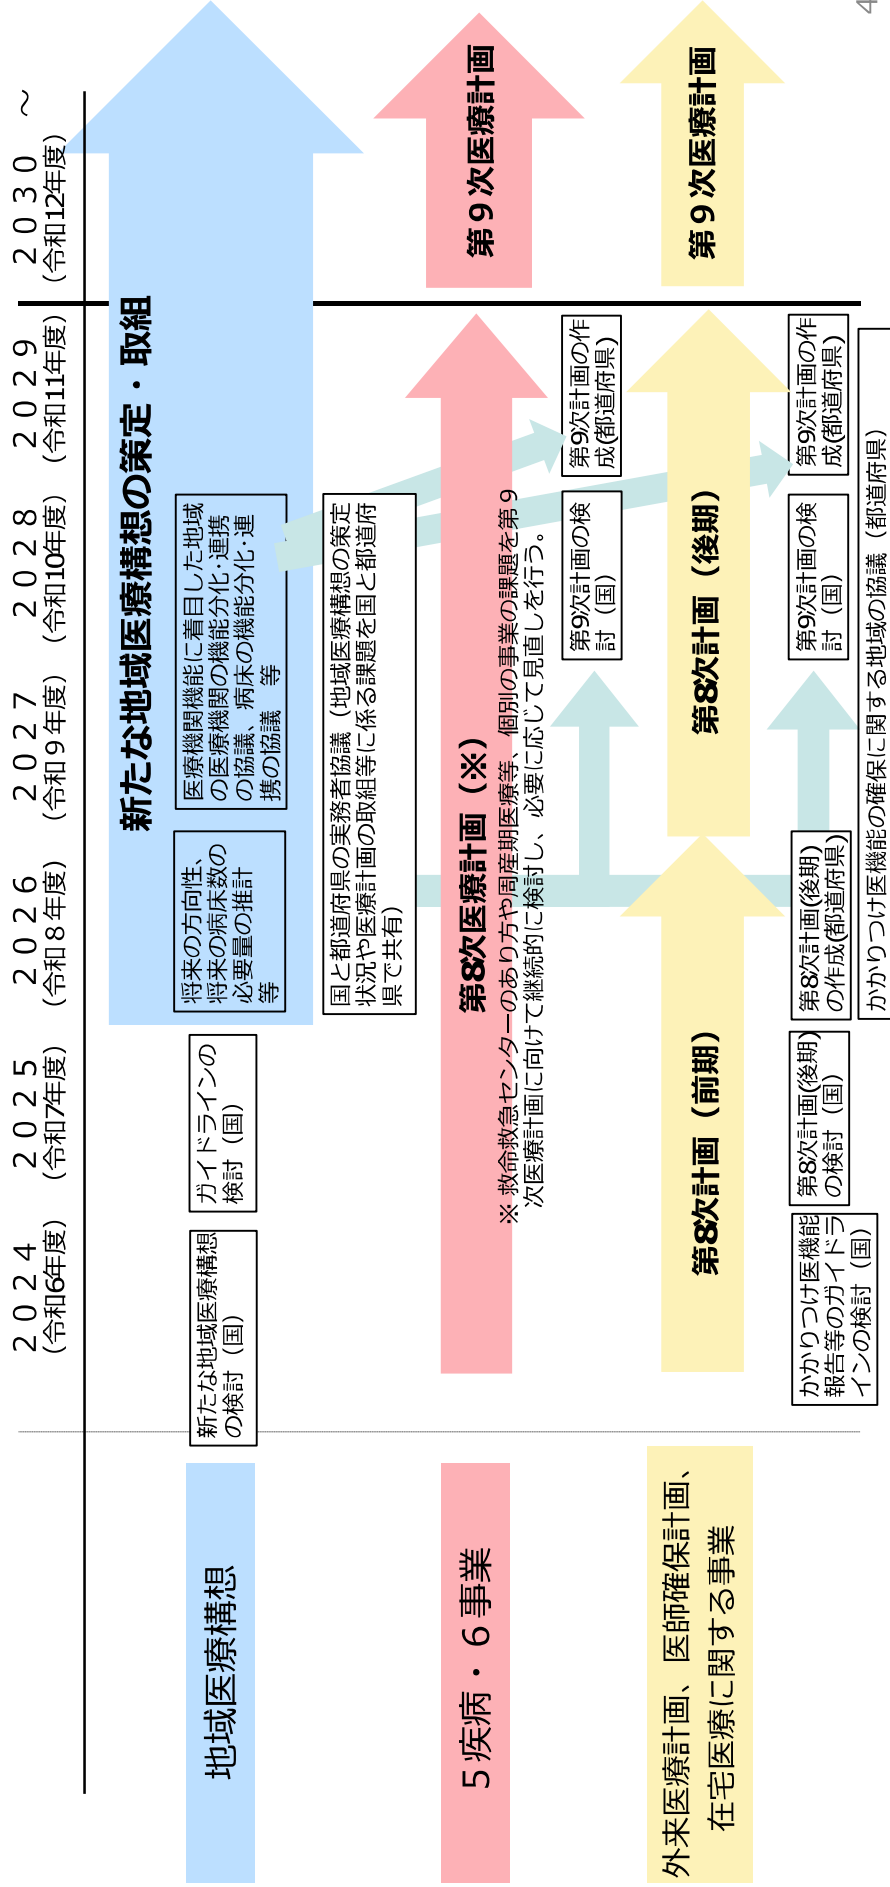 ２０２４
（令和6年度）
２０２５
（令和7年度）
２０２６
（令和８年度）
２０２７
（令和９年度）
２０２８
（令和10年度）
２０２９
（令和11年度）
２０３０　～
（令和12年度）
地域医療構想
新たな地域医療構想の策定・取組
新たな地域医療構想
の検討（国）
ガイドラインの
検討（国）
将来の方向性、
将来の病床数の
必要量の推計
等
医療機関機能に着目した地域
の医療機関の機能分化・連携
の協議、病床の機能分化・連
携の協議　等
国と都道府県の実務者協議（地域医療構想の策定
状況や医療計画の取組等に係る課題を国と都道府
県で共有）
５疾病・６事業
第8次医療計画（※）
第９次医療計画
※ 救命救急センターのあり方や周産期医療等、個別の事業の課題を第９
次医療計画に向けて継続的に検討し、必要に応じて見直しを行う。
第9次計画の検
討（国）
第9次計画の作
成(都道府県)
外来医療計画、医師確保計画、
在宅医療に関する事業
第8次計画（前期）
第8次計画（後期）
第９次医療計画
かかりつけ医機能
報告等のガイドラ
インの検討（国）
第8次計画(後期)
の検討（国）
第8次計画(後期)
の作成(都道府県)
第9次計画の検
討（国）
第9次計画の作
成(都道府県)
かかりつけ医機能の確保に関する地域の協議（都道府県）
4